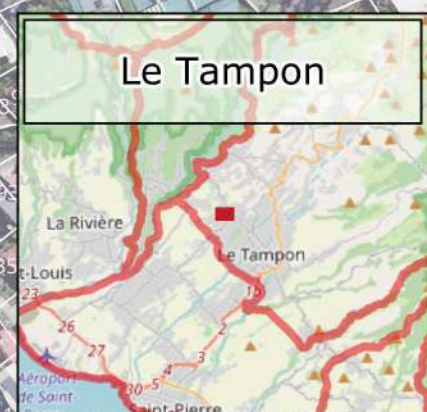 Le Tampon
La Rivière
Le Tampon
t-Louis
23
26
27
2
3
4
5
30
Aéroport
de Saint
Saint-Pierre